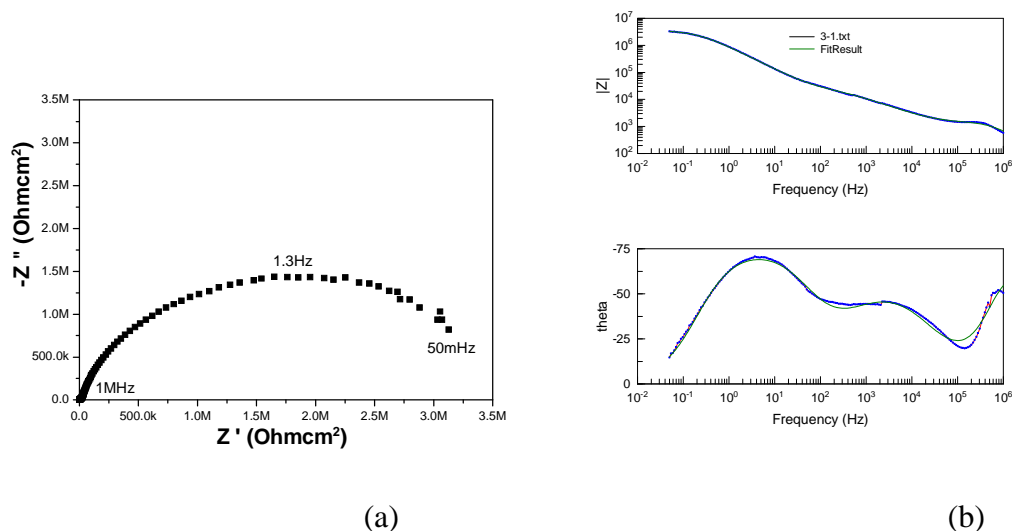 3.5M
3.0M
2.5M
2.0M
1.5M
1.0M
500.0k
0.0
-Z '' (Ohmcm²)
1.3Hz
50mHz
1MHz
0.0 500.0k 1.0M 1.5M 2.0M 2.5M 3.0M 3.5M
Z ' (Ohmcm²)
(a)
10⁷
10⁶
10⁵
10⁴
10³
10²
|Z|
3-1.txt
FitResult
10⁻² 10⁻¹ 10⁰ 10¹ 10² 10³ 10⁴ 10⁵ 10⁶
Frequency (Hz)
-75
-50
-25
0
theta
10⁻² 10⁻¹ 10⁰ 10¹ 10² 10³ 10⁴ 10⁵ 10⁶
Frequency (Hz)
(b)